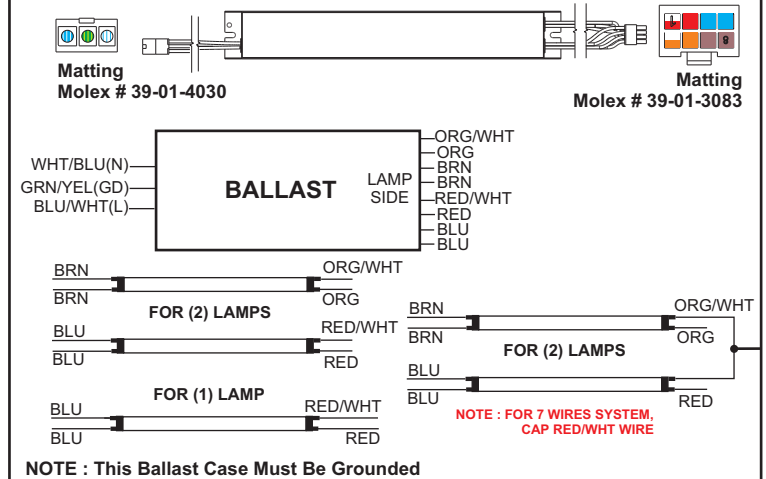 Matting
Molex # 39-01-4030
Matting
Molex # 39-01-3083
WHT/BLU(N)
GRN/YEL(GD)
BLU/WHT(L)
BALLAST
LAMP
SIDE
ORG/WHT
ORG
BRN
BRN
RED/WHT
RED
BLU
BLU
BRN
BRN
ORG/WHT
ORG
FOR (2) LAMPS
BLU
BLU
RED/WHT
RED
FOR (1) LAMP
BLU
BLU
RED/WHT
RED
BRN
BRN
ORG/WHT
ORG
FOR (2) LAMPS
BLU
BLU
RED
NOTE : FOR 7 WIRES SYSTEM,
CAP RED/WHT WIRE
NOTE : This Ballast Case Must Be Grounded